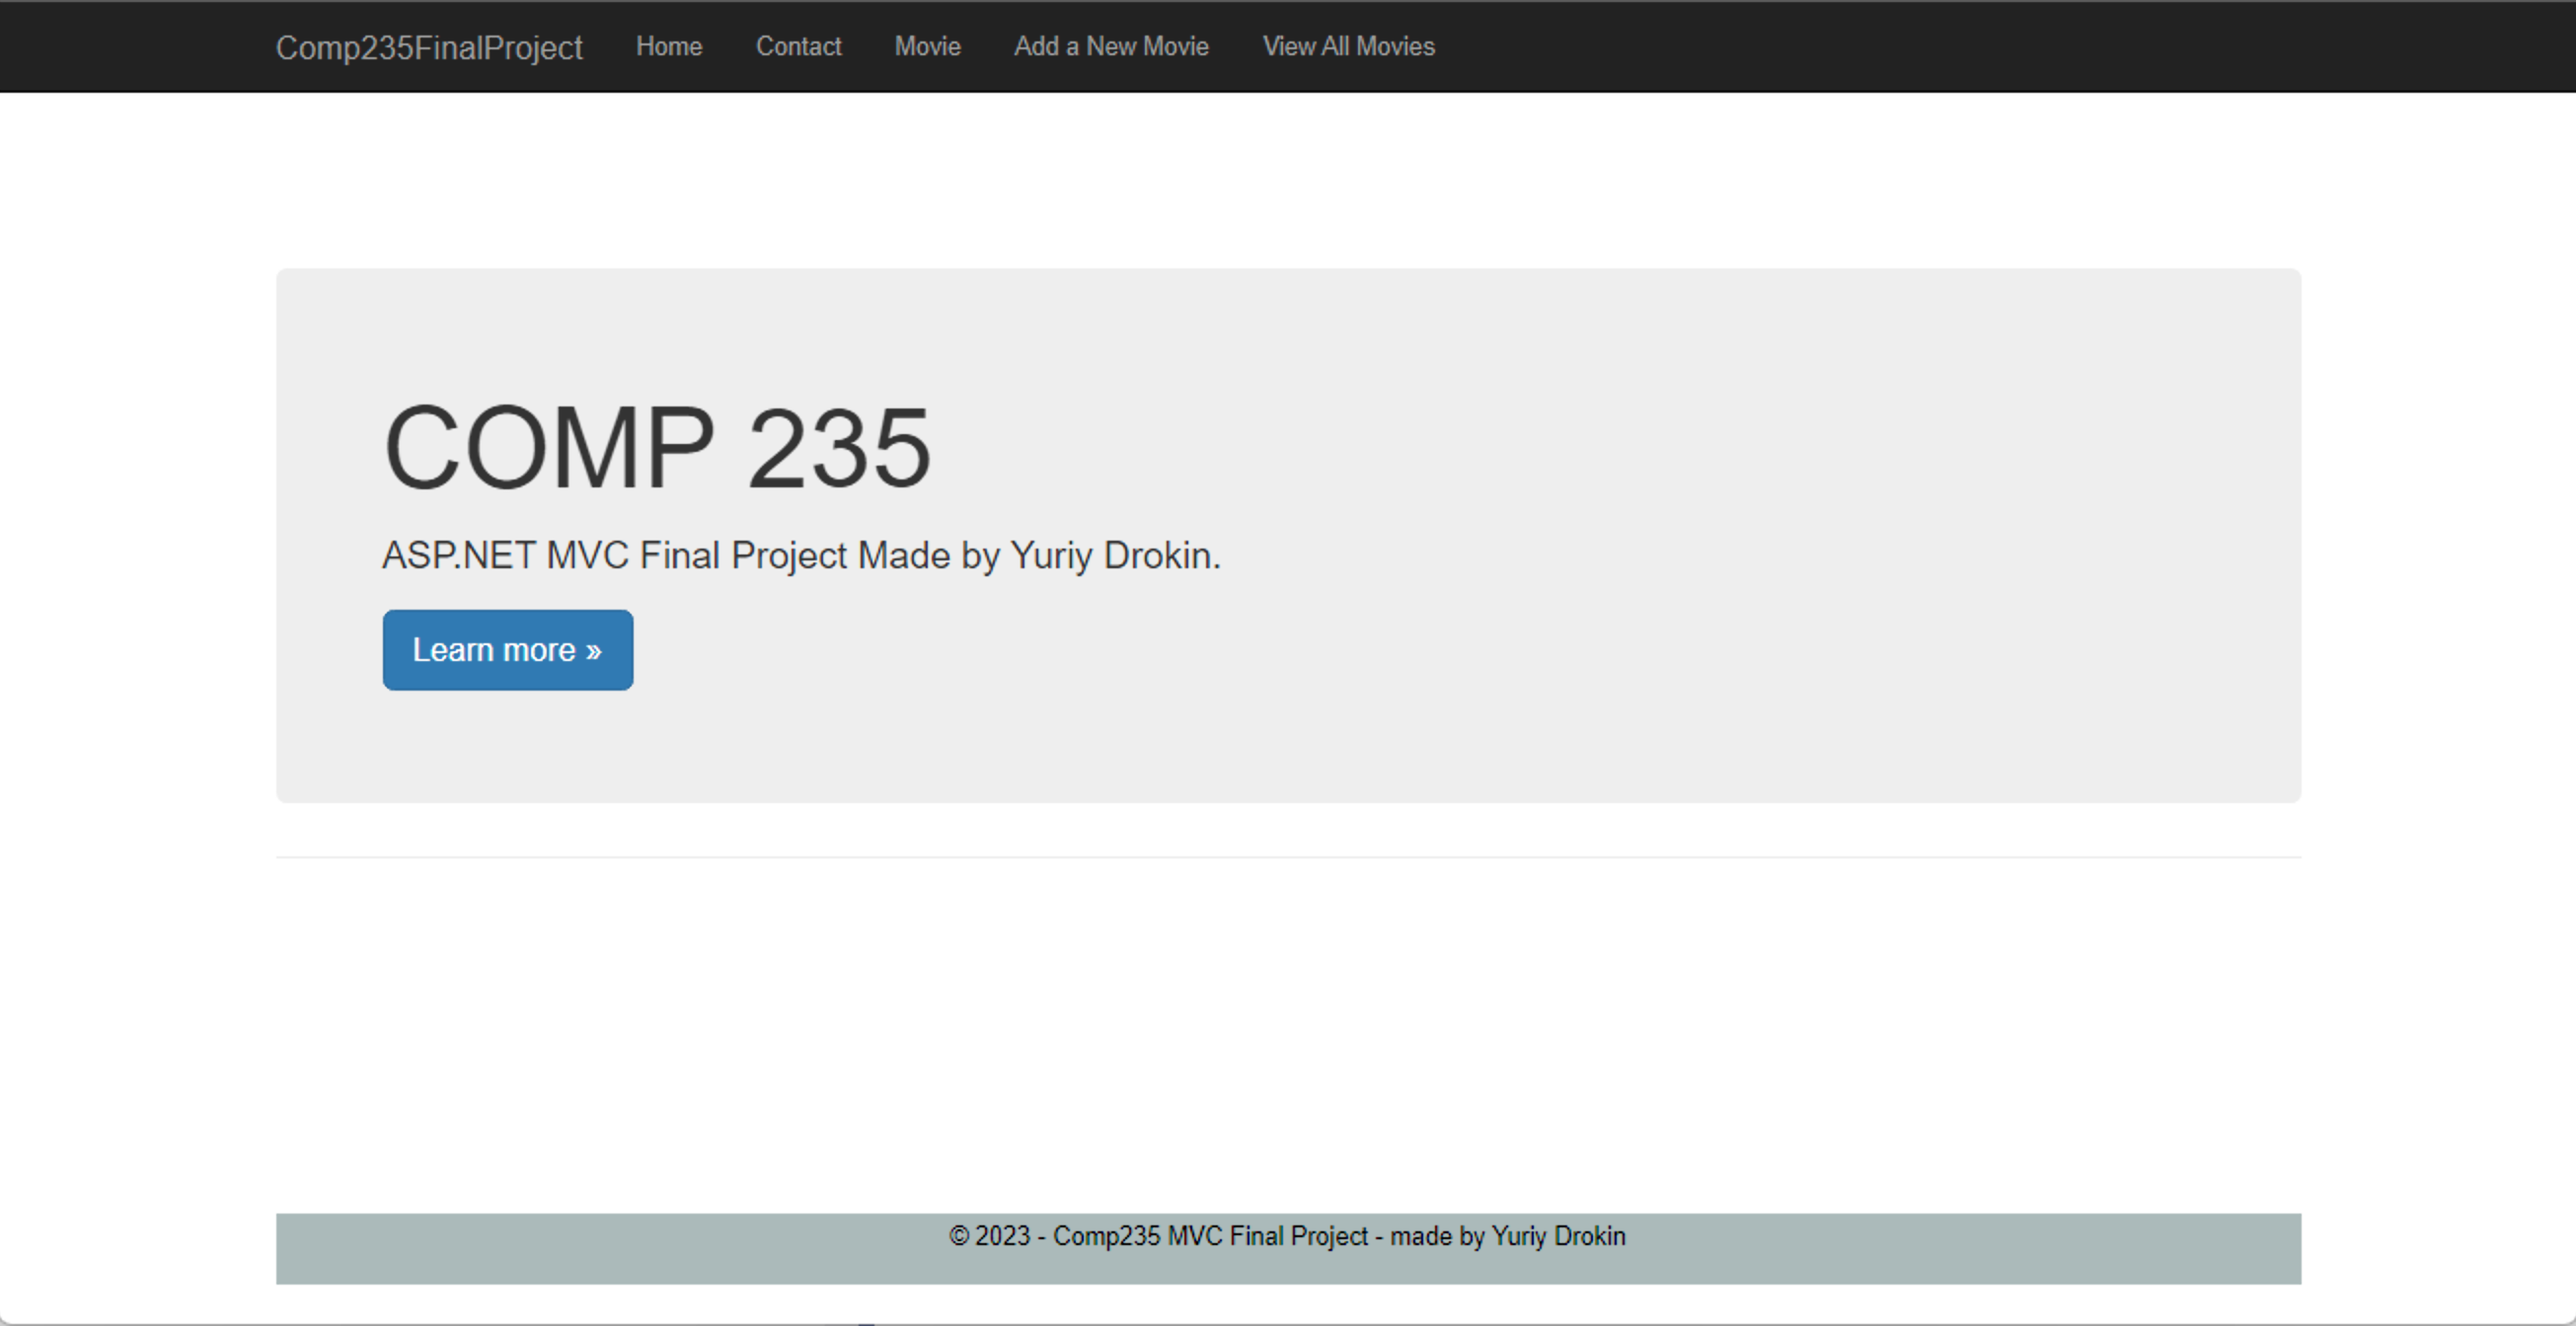 Comp235FinalProject Home Contact Movie Add a New Movie View All Movies
COMP 235
ASP.NET MVC Final Project Made by Yuriy Drokin.
Learn more »
© 2023 - Comp235 MVC Final Project - made by Yuriy Drokin